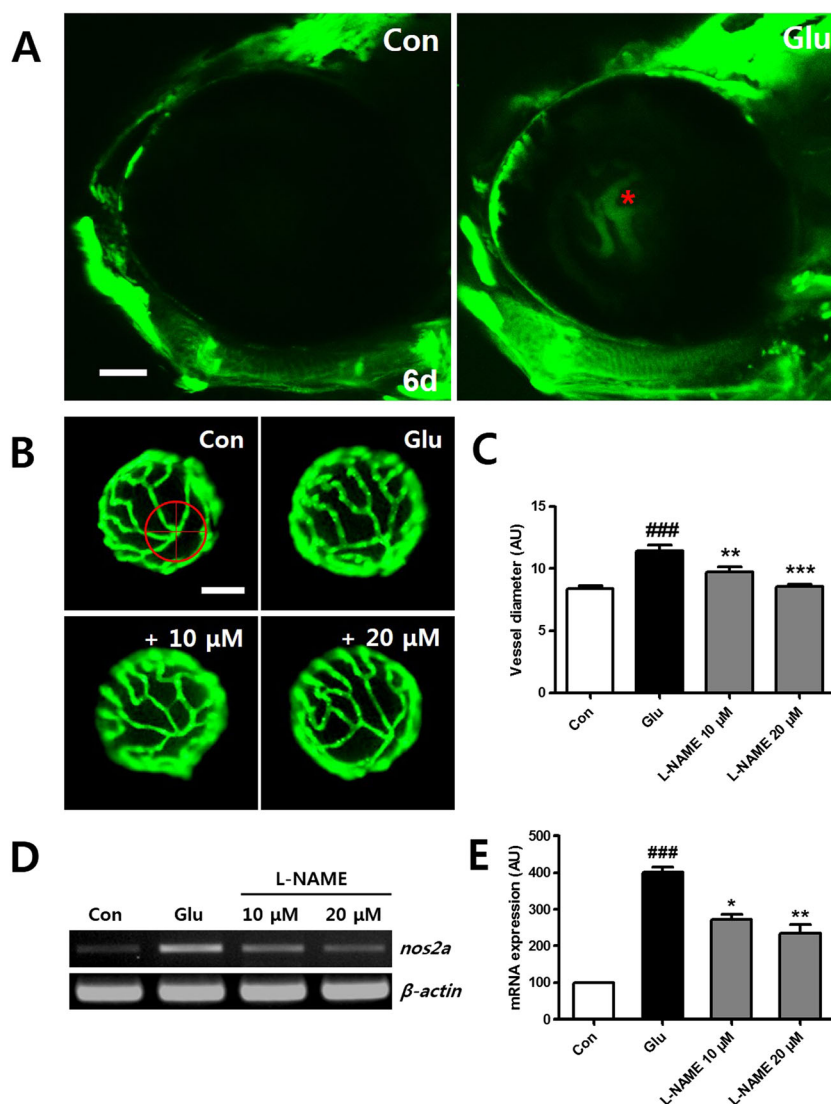 A
Con
Glu
*
6d
B
Con
Glu
+ 10 µM
+ 20 µM
C
Vessel diameter (AU)
15
10
5
0
###
**
***
Con
Glu
L-NAME 10 µM
L-NAME 20 µM
D
L-NAME
Con Glu 10 µM 20 µM
nos2a
β-actin
E
mRNA expression (AU)
500
400
300
200
100
0
###
*
**
Con
Glu
L-NAME 10 µM
L-NAME 20 µM